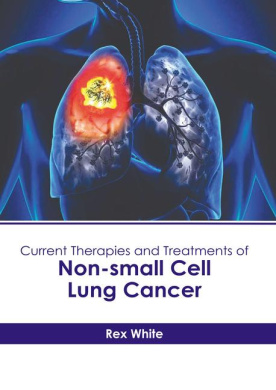 Current Therapies and Treatments of
Non-small Cell
Lung Cancer
Rex White